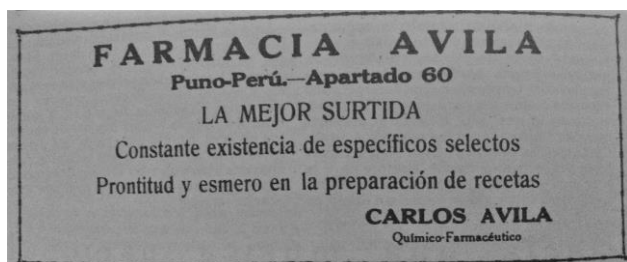 FARMACIA AVILA
Puno-Perú.—Apartado 60
LA MEJOR SURTIDA
Constante existencia de específicos selectos
Prontitud y esmero en la preparación de recetas
CARLOS AVILA
Químico-Farmacéutico